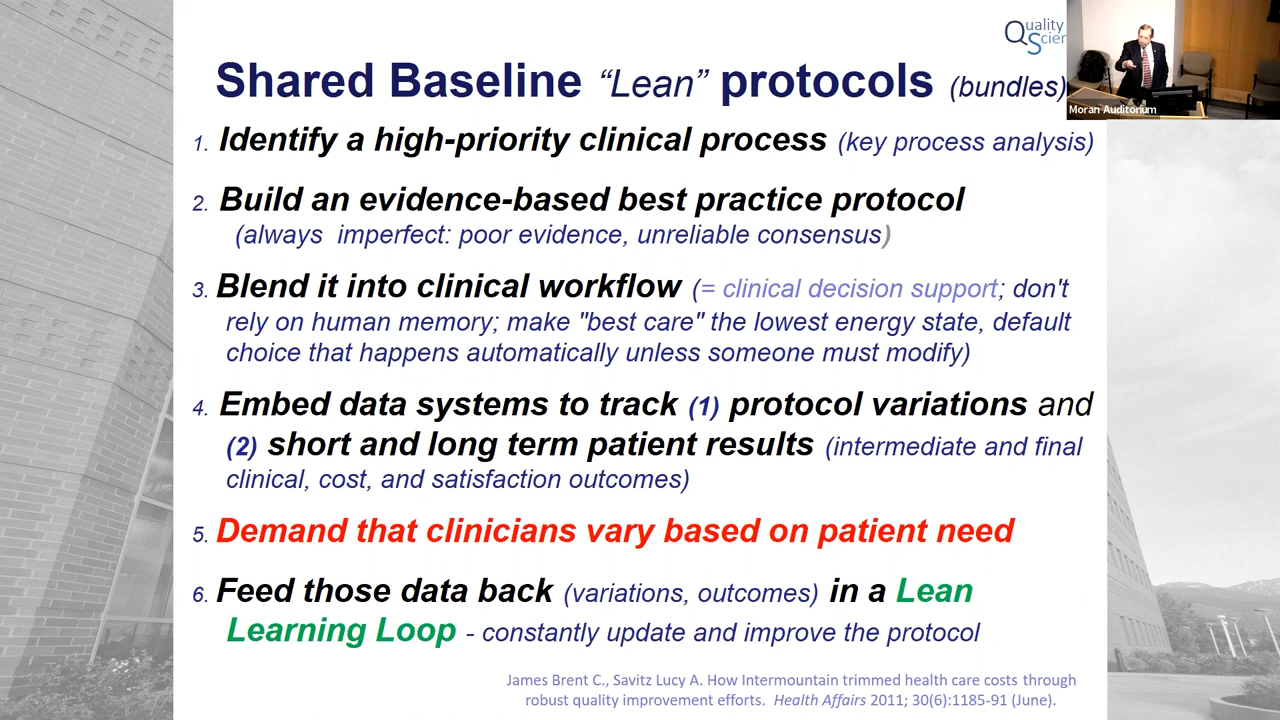 Quality
Scien
Shared Baseline “Lean” protocols (bundles)
Moran Auditorium
1. Identify a high-priority clinical process (key process analysis)
2. Build an evidence-based best practice protocol
(always imperfect: poor evidence, unreliable consensus)
3. Blend it into clinical workflow (= clinical decision support; don't
rely on human memory; make "best care" the lowest energy state, default
choice that happens automatically unless someone must modify)
4. Embed data systems to track (1) protocol variations and
(2) short and long term patient results (intermediate and final
clinical, cost, and satisfaction outcomes)
5. Demand that clinicians vary based on patient need
6. Feed those data back (variations, outcomes) in a Lean
Learning Loop - constantly update and improve the protocol
James Brent C., Savitz Lucy A. How Intermountain trimmed health care costs through
robust quality improvement efforts. Health Affairs 2011; 30(6):1185-91 (June).